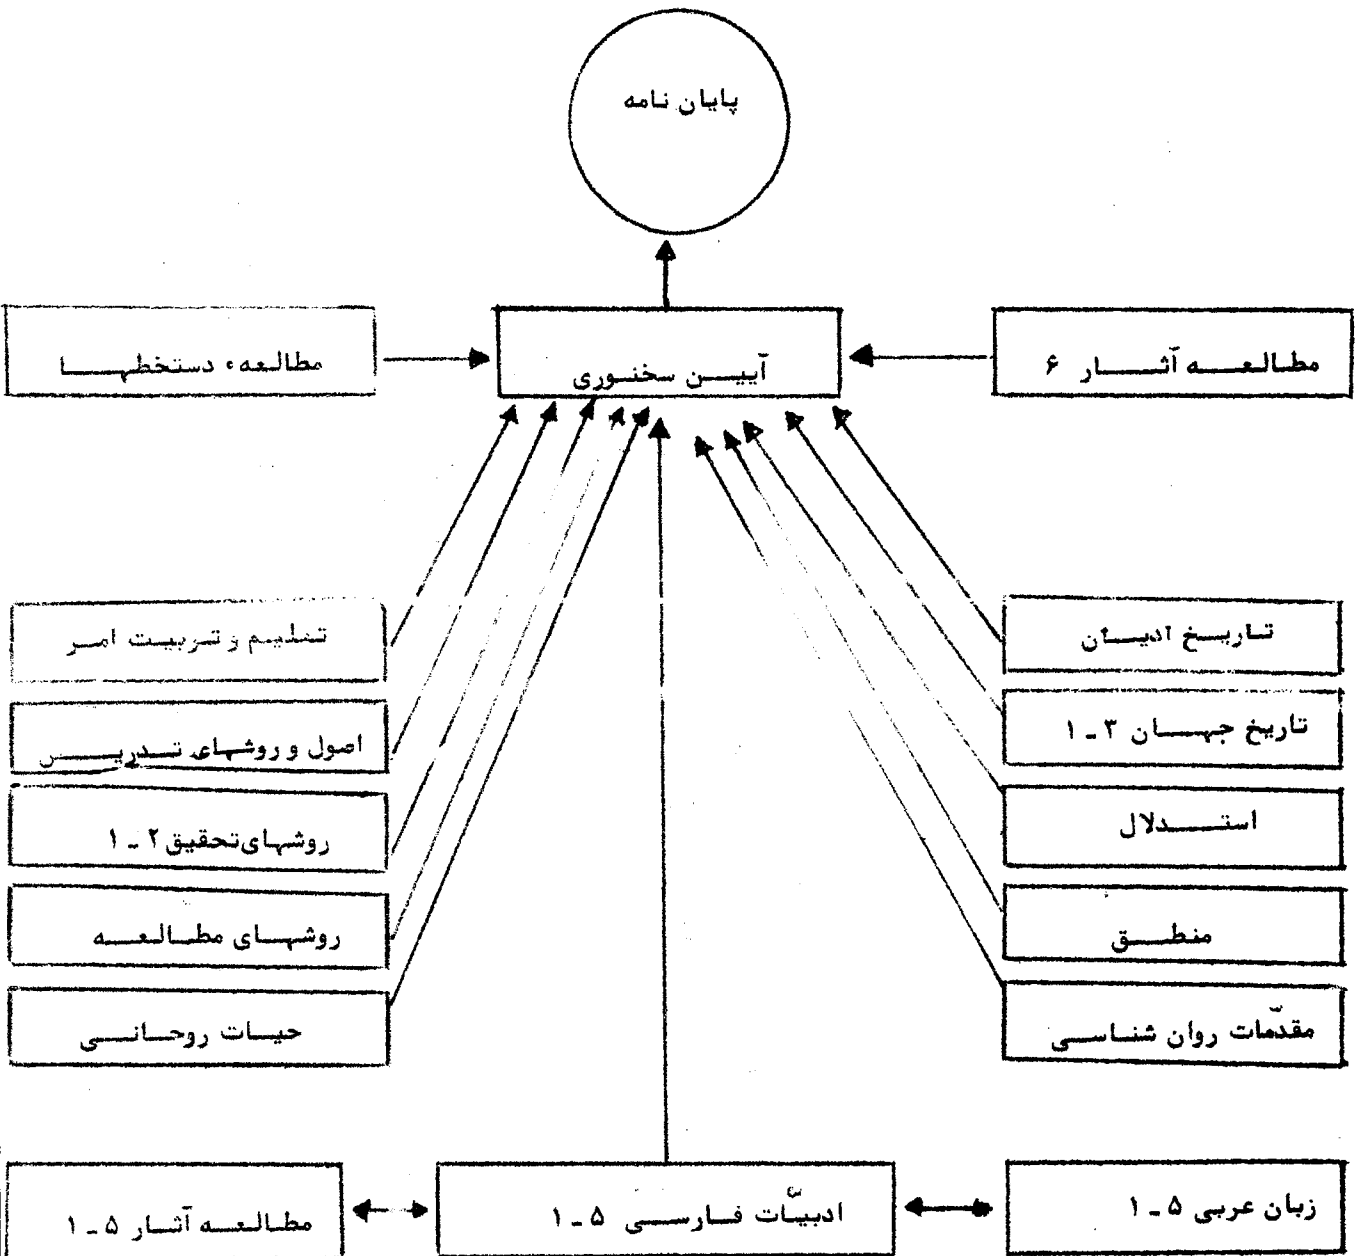 پایان نامه
مطالعه آثار ۶
آیین سخنوری
مطالعهء دستخطها
تاریخ ادیان
تعلیم و تربیت امر
تاریخ جهان ۳ ـ ۱
اصول و روشهای تدریس
استدلال
روشهای تحقیق ۲ ـ ۱
منطق
روشهای مطالعه
مقدّمات روان شناسی
حیات روحانی
زبان عربی ۵ ـ ۱
ادبیّات فارسی ۵ ـ ۱
مطالعه آثار ۵ ـ ۱